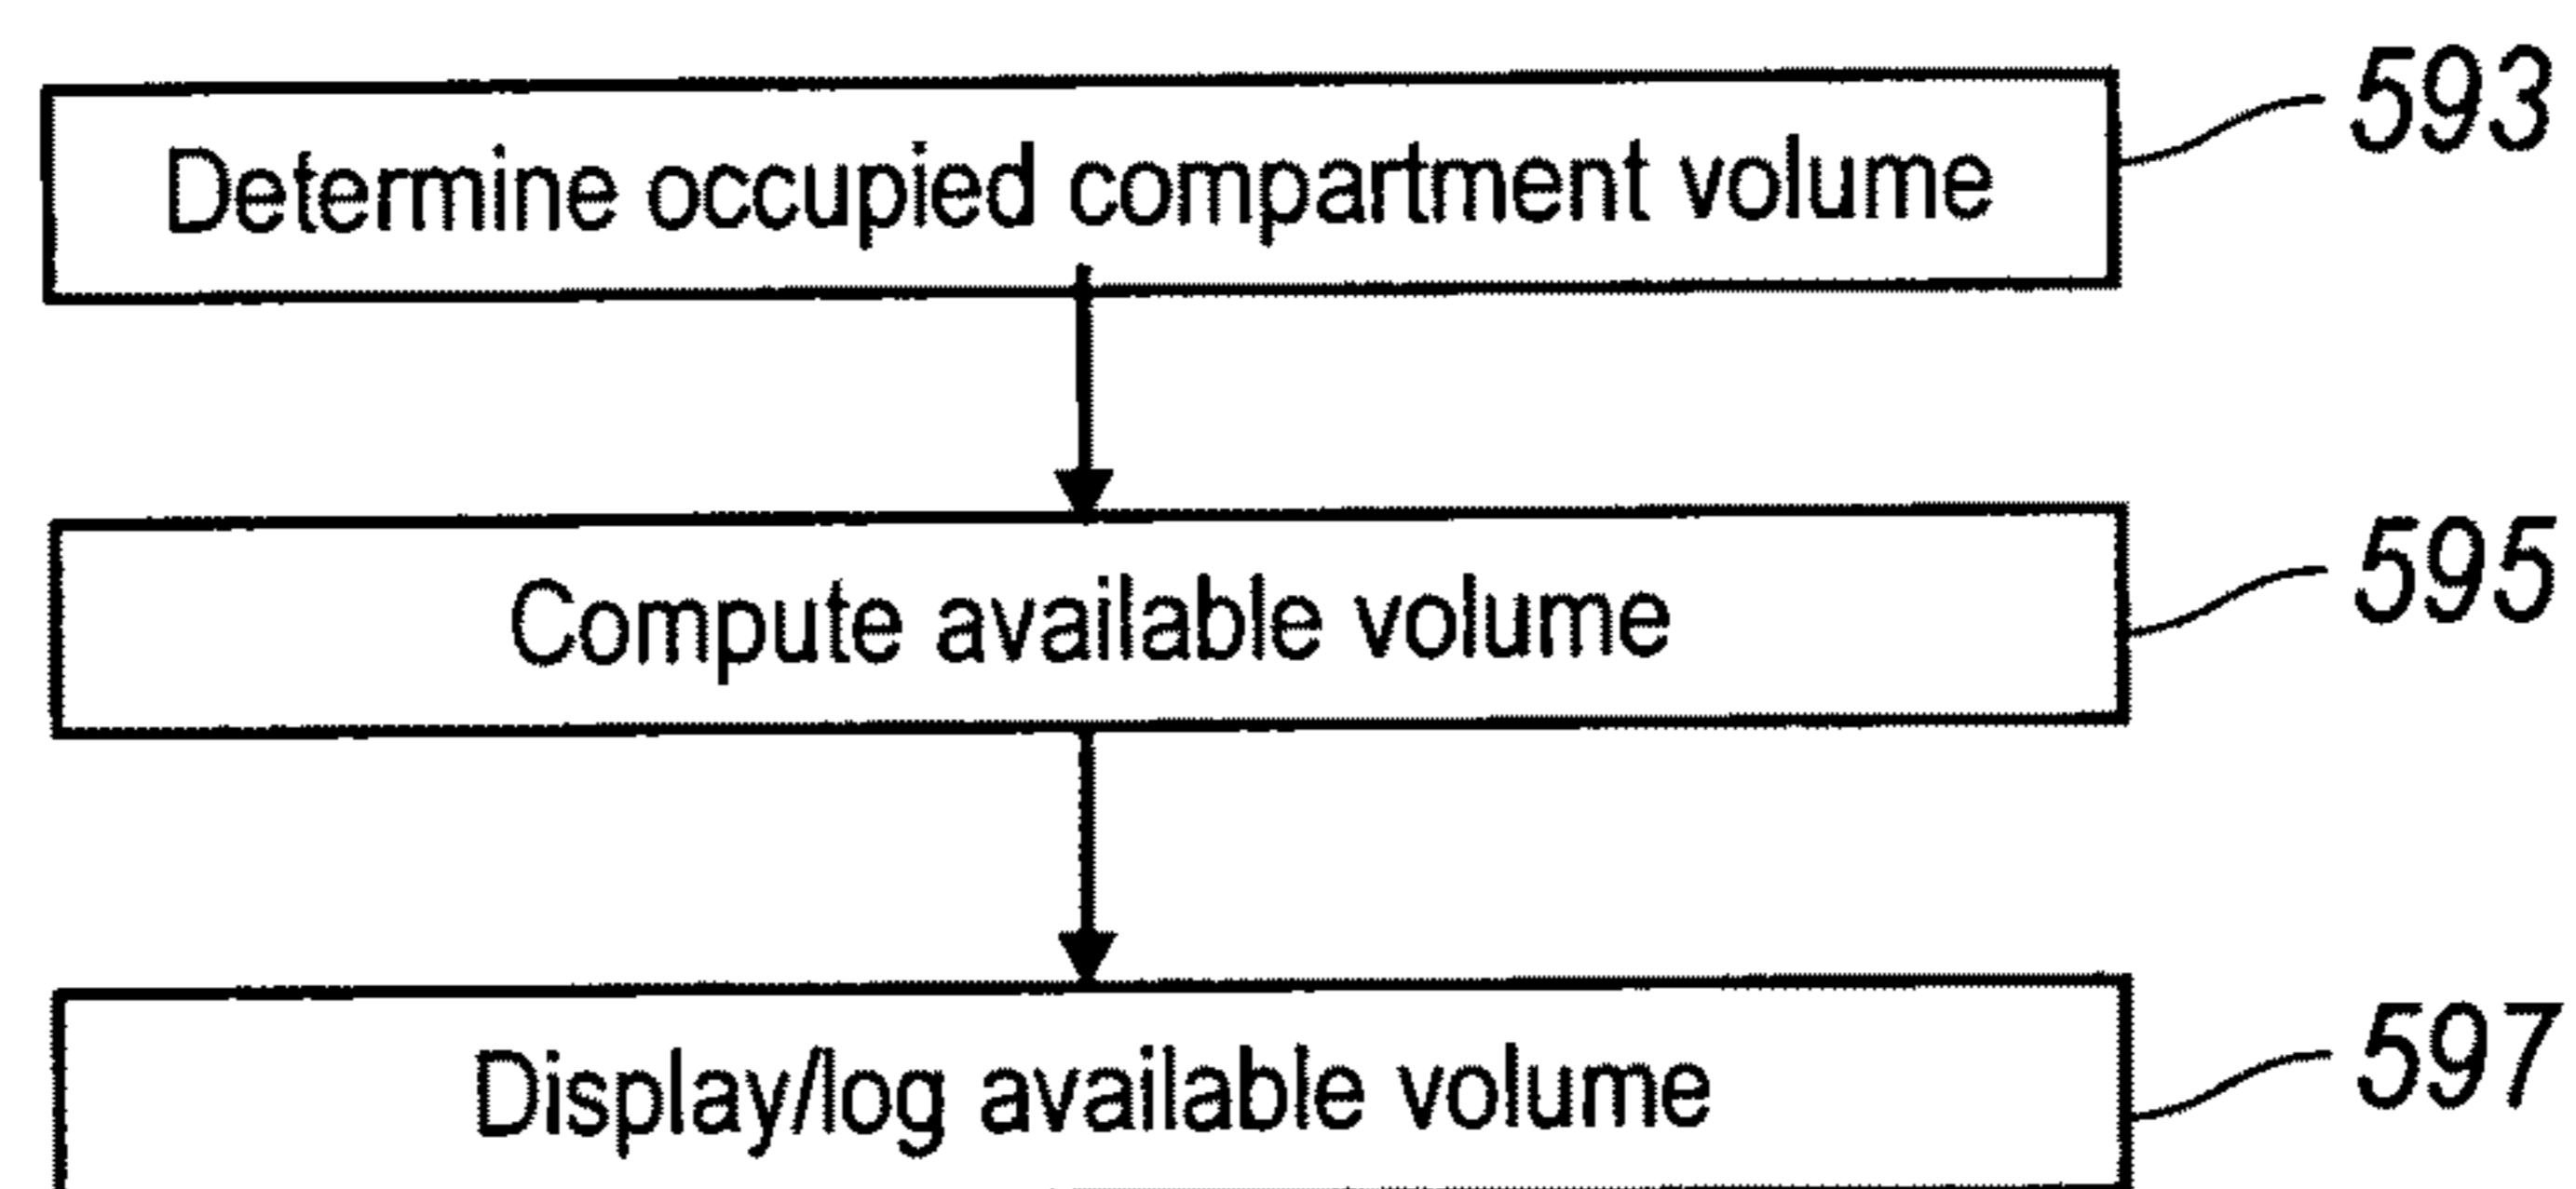 Determine occupied compartment volume 593
Compute available volume 595
Display/log available volume 597